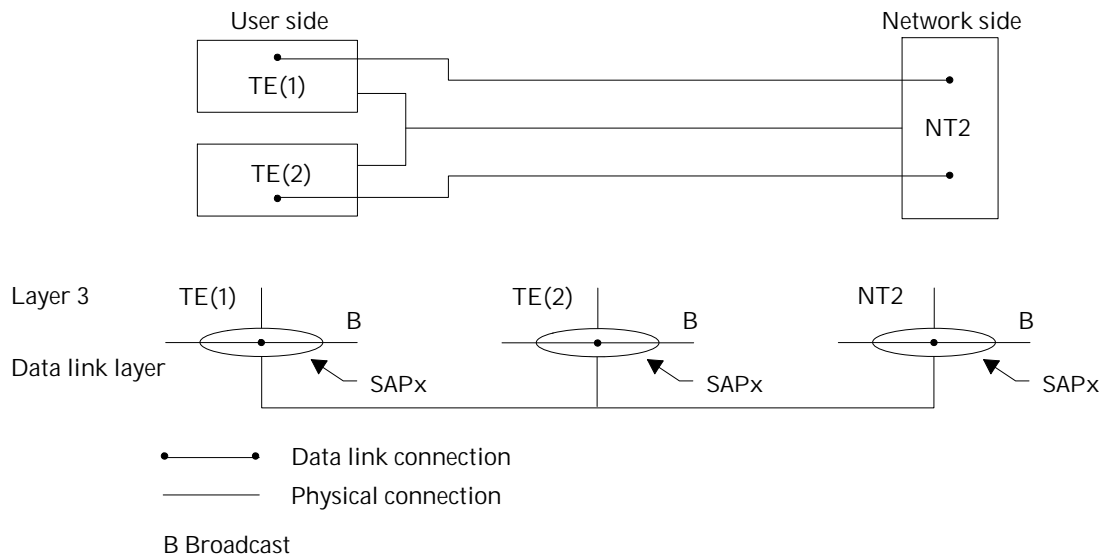 User side
Network side
TE(1)
NT2
TE(2)
Layer 3
TE(1)
TE(2)
NT2
B
B
B
Data link layer
SAPx
SAPx
SAPx
Data link connection
Physical connection
B Broadcast